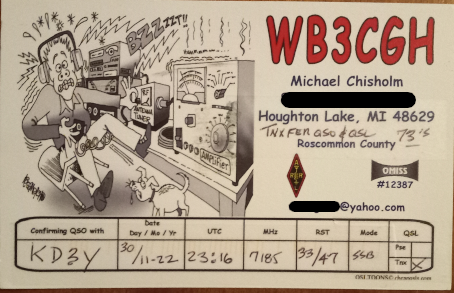 BZZZIIT!!
WB3CGH
RF
ANTENNA
TUNER
AMPLIFIER
Michael Chisholm
Houghton Lake, MI 48629
TNX FER QSO & QSL 73's
Roscommon County
OMISS
#12387
@yahoo.com
Confirming QSO with Date Day / Mo / Yr UTC MHz RST Mode QSL
KD3Y 30/11-22 23:16 7185 33/47 SSB Pse
Tnx X